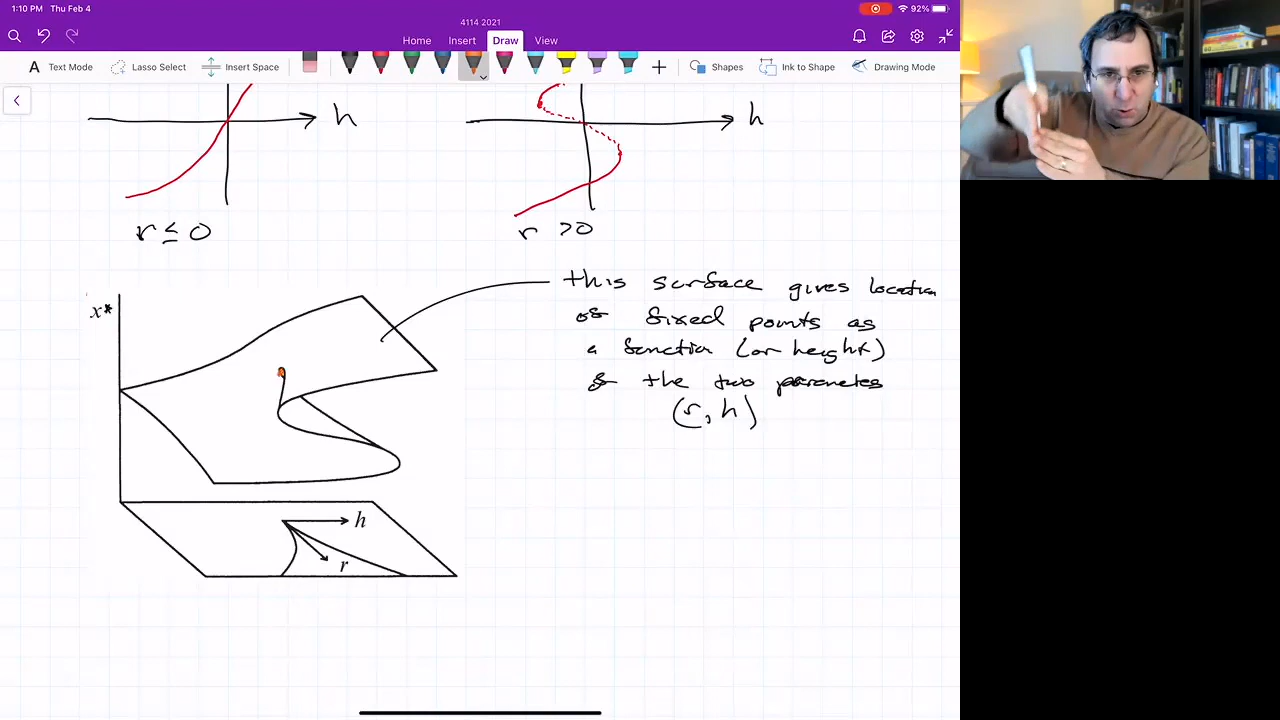 1:10 PM Thu Feb 4
92%
4114 2021
Home Insert Draw View
Text Mode Lasso Select Insert Space Shapes Ink to Shape Drawing Mode
h
h
r ≤ 0
r >0
this surface gives location
of fixed points as
a function (or height)
of the two parametes
(r, h)
x*
h
r